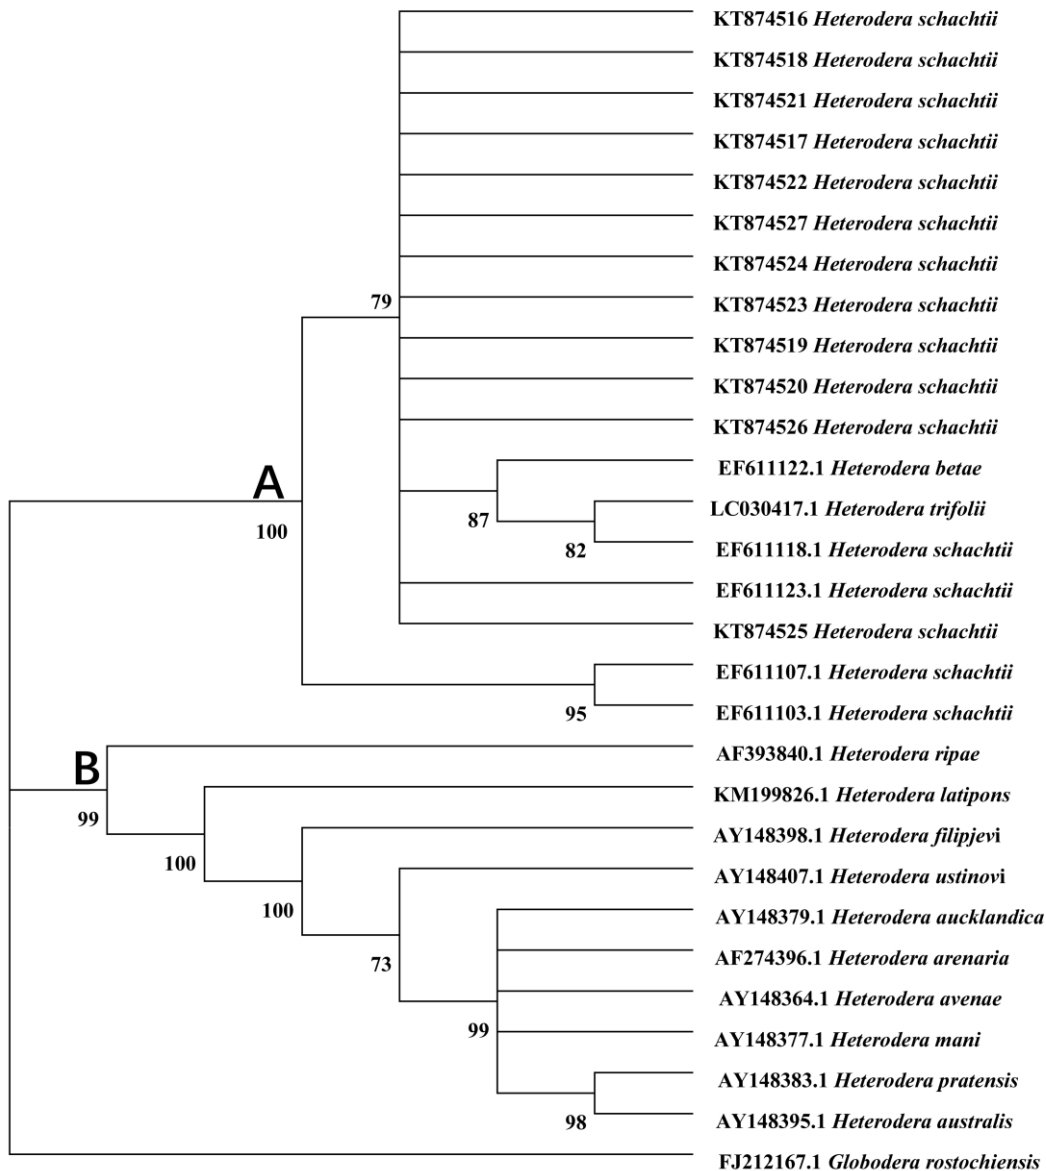 KT874516 Heterodera schachtii
KT874518 Heterodera schachtii
KT874521 Heterodera schachtii
KT874517 Heterodera schachtii
KT874522 Heterodera schachtii
KT874527 Heterodera schachtii
KT874524 Heterodera schachtii
79
KT874523 Heterodera schachtii
KT874519 Heterodera schachtii
KT874520 Heterodera schachtii
KT874526 Heterodera schachtii
A
EF611122.1 Heterodera betae
LC030417.1 Heterodera trifolii
87
100
82
EF611118.1 Heterodera schachtii
EF611123.1 Heterodera schachtii
KT874525 Heterodera schachtii
EF611107.1 Heterodera schachtii
95
EF611103.1 Heterodera schachtii
B
AF393840.1 Heterodera ripae
KM199826.1 Heterodera latipons
99
AY148398.1 Heterodera filipjevi
100
AY148407.1 Heterodera ustinovi
100
AY148379.1 Heterodera aucklandica
AF274396.1 Heterodera arenaria
73
AY148364.1 Heterodera avenae
99
AY148377.1 Heterodera mani
AY148383.1 Heterodera pratensis
98
AY148395.1 Heterodera australis
FJ212167.1 Globodera rostochiensis